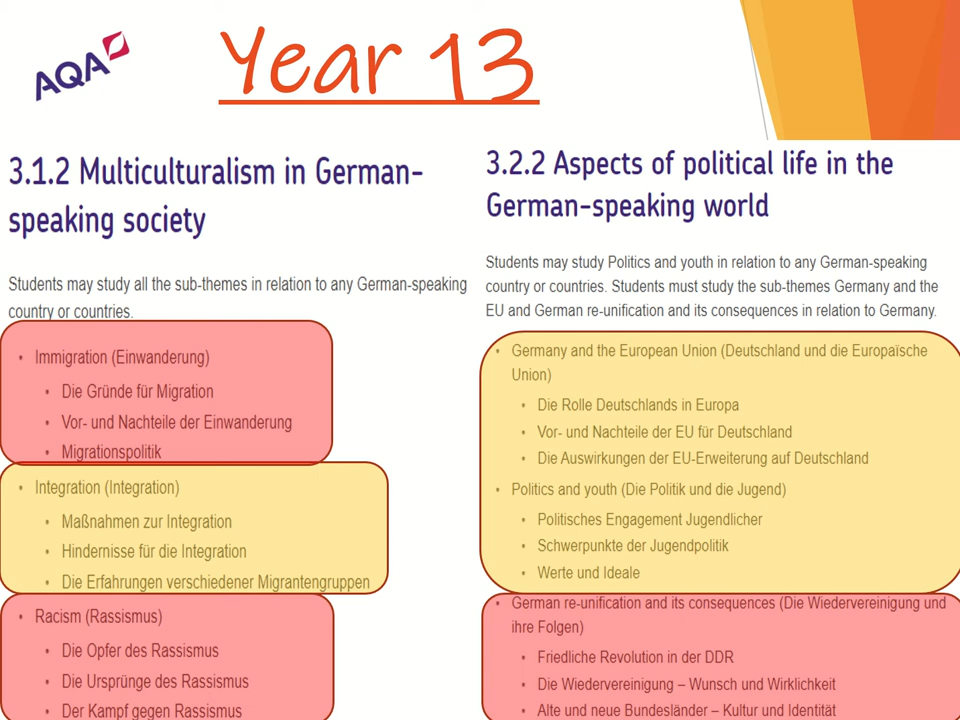 AQA
Year 13
3.1.2 Multiculturalism in German-
speaking society
Students may study all the sub-themes in relation to any German-speaking
country or countries.
• Immigration (Einwanderung)
• Die Gründe für Migration
• Vor- und Nachteile der Einwanderung
• Migrationspolitik
• Integration (Integration)
• Maßnahmen zur Integration
• Hindernisse für die Integration
• Die Erfahrungen verschiedener Migrantengruppen
• Racism (Rassismus)
• Die Opfer des Rassismus
• Die Ursprünge des Rassismus
• Der Kampf gegen Rassismus
3.2.2 Aspects of political life in the
German-speaking world
Students may study Politics and youth in relation to any German-speaking
country or countries. Students must study the sub-themes Germany and the
EU and German re-unification and its consequences in relation to Germany.
• Germany and the European Union (Deutschland und die Europaïsche
Union)
• Die Rolle Deutschlands in Europa
• Vor- und Nachteile der EU für Deutschland
• Die Auswirkungen der EU-Erweiterung auf Deutschland
• Politics and youth (Die Politik und die Jugend)
• Politisches Engagement Jugendlicher
• Schwerpunkte der Jugendpolitik
• Werte und Ideale
• German re-unification and its consequences (Die Wiedervereinigung und
ihre Folgen)
• Friedliche Revolution in der DDR
• Die Wiedervereinigung – Wunsch und Wirklichkeit
• Alte und neue Bundesländer – Kultur und Identität